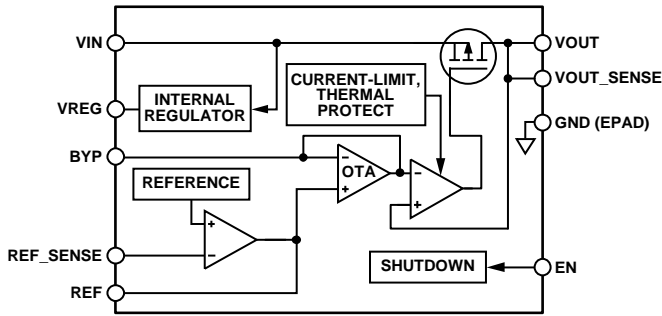 VIN
VOUT
VOUT_SENSE
CURRENT-LIMIT,
THERMAL
PROTECT
VREG
INTERNAL
REGULATOR
GND (EPAD)
BYP
–
OTA
+
–
+
REFERENCE
+
–
REF_SENSE
SHUTDOWN
EN
REF